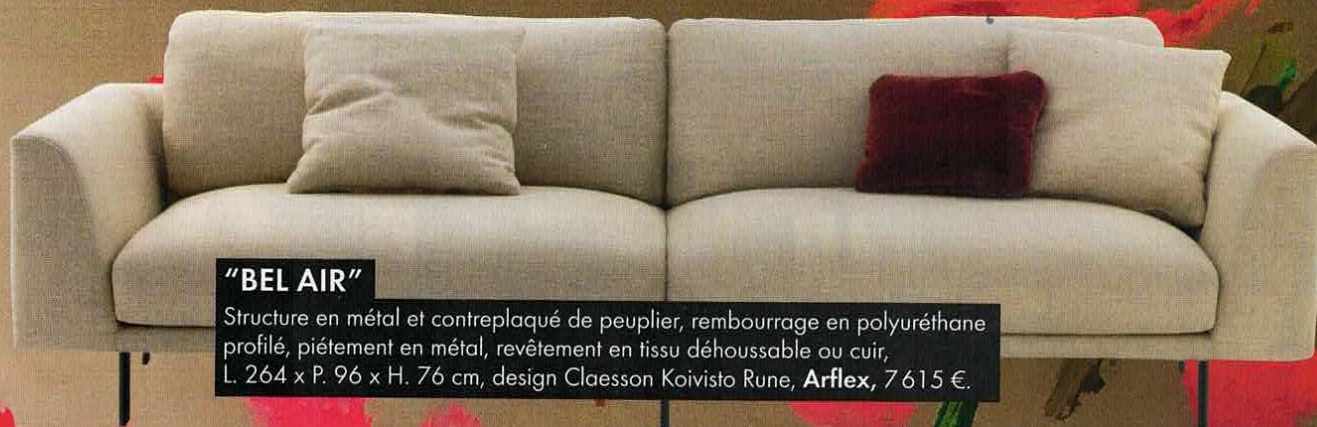 “BEL AIR”
Structure en métal et contreplaqué de peuplier, rembourrage en polyuréthane
profilé, piétement en métal, revêtement en tissu déhoussable ou cuir,
L. 264 x P. 96 x H. 76 cm, design Claesson Koivisto Rune, Arflex, 7 615 €.